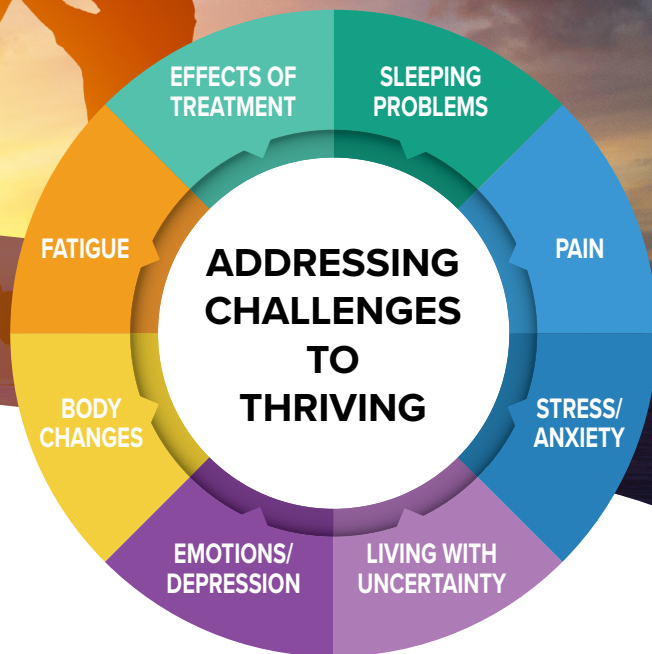 ADDRESSING
CHALLENGES
TO
THRIVING
SLEEPING
PROBLEMS
PAIN
STRESS/
ANXIETY
LIVING WITH
UNCERTAINTY
EMOTIONS/
DEPRESSION
BODY
CHANGES
FATIGUE
EFFECTS OF
TREATMENT